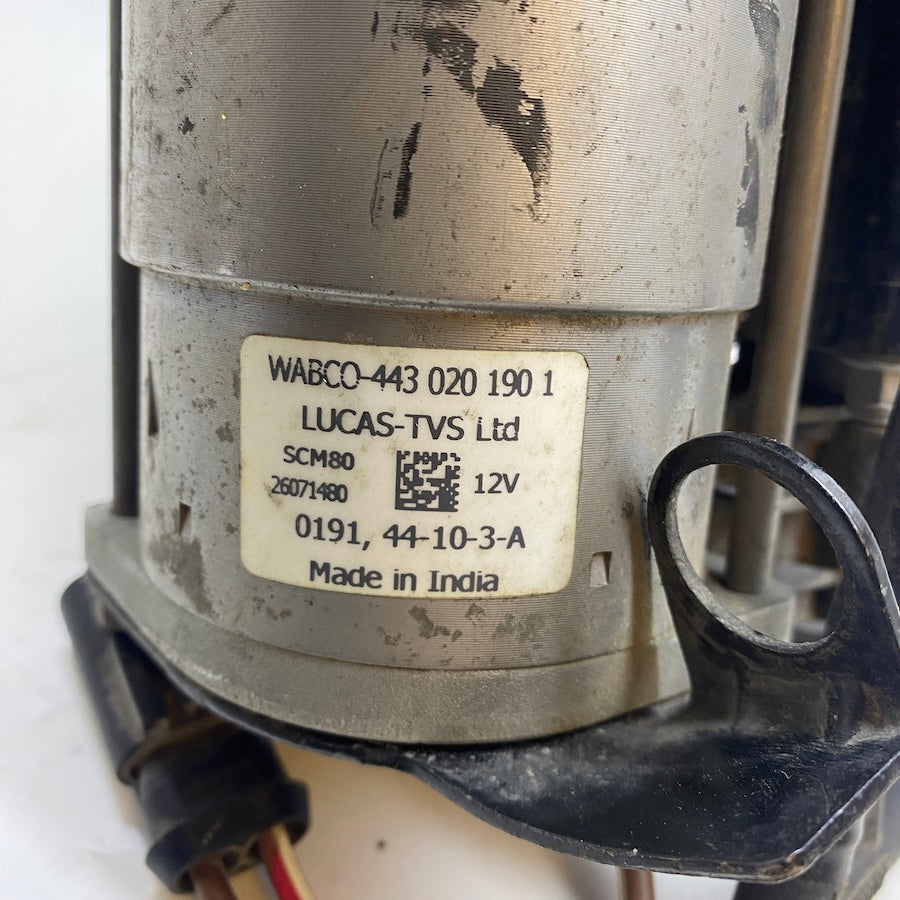 WABCO-443 020 190 1
LUCAS-TVS Ltd
SCM80
26071480
12V
0191, 44-10-3-A
Made in India